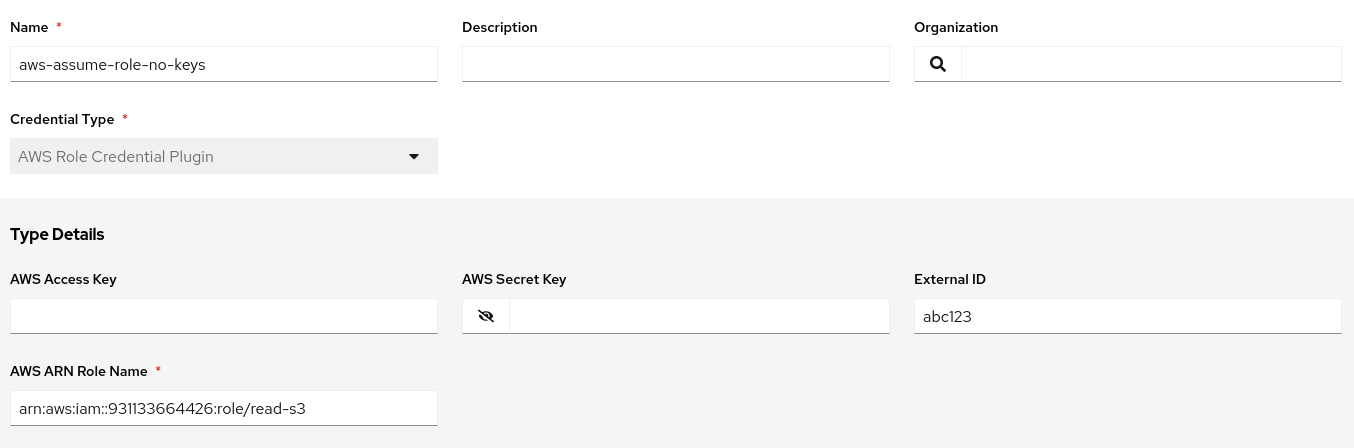 Name *
Description
Organization
aws-assume-role-no-keys
Credential Type *
AWS Role Credential Plugin
Type Details
AWS Access Key
AWS Secret Key
External ID
abc123
AWS ARN Role Name *
arn:aws:iam::931133664426:role/read-s3